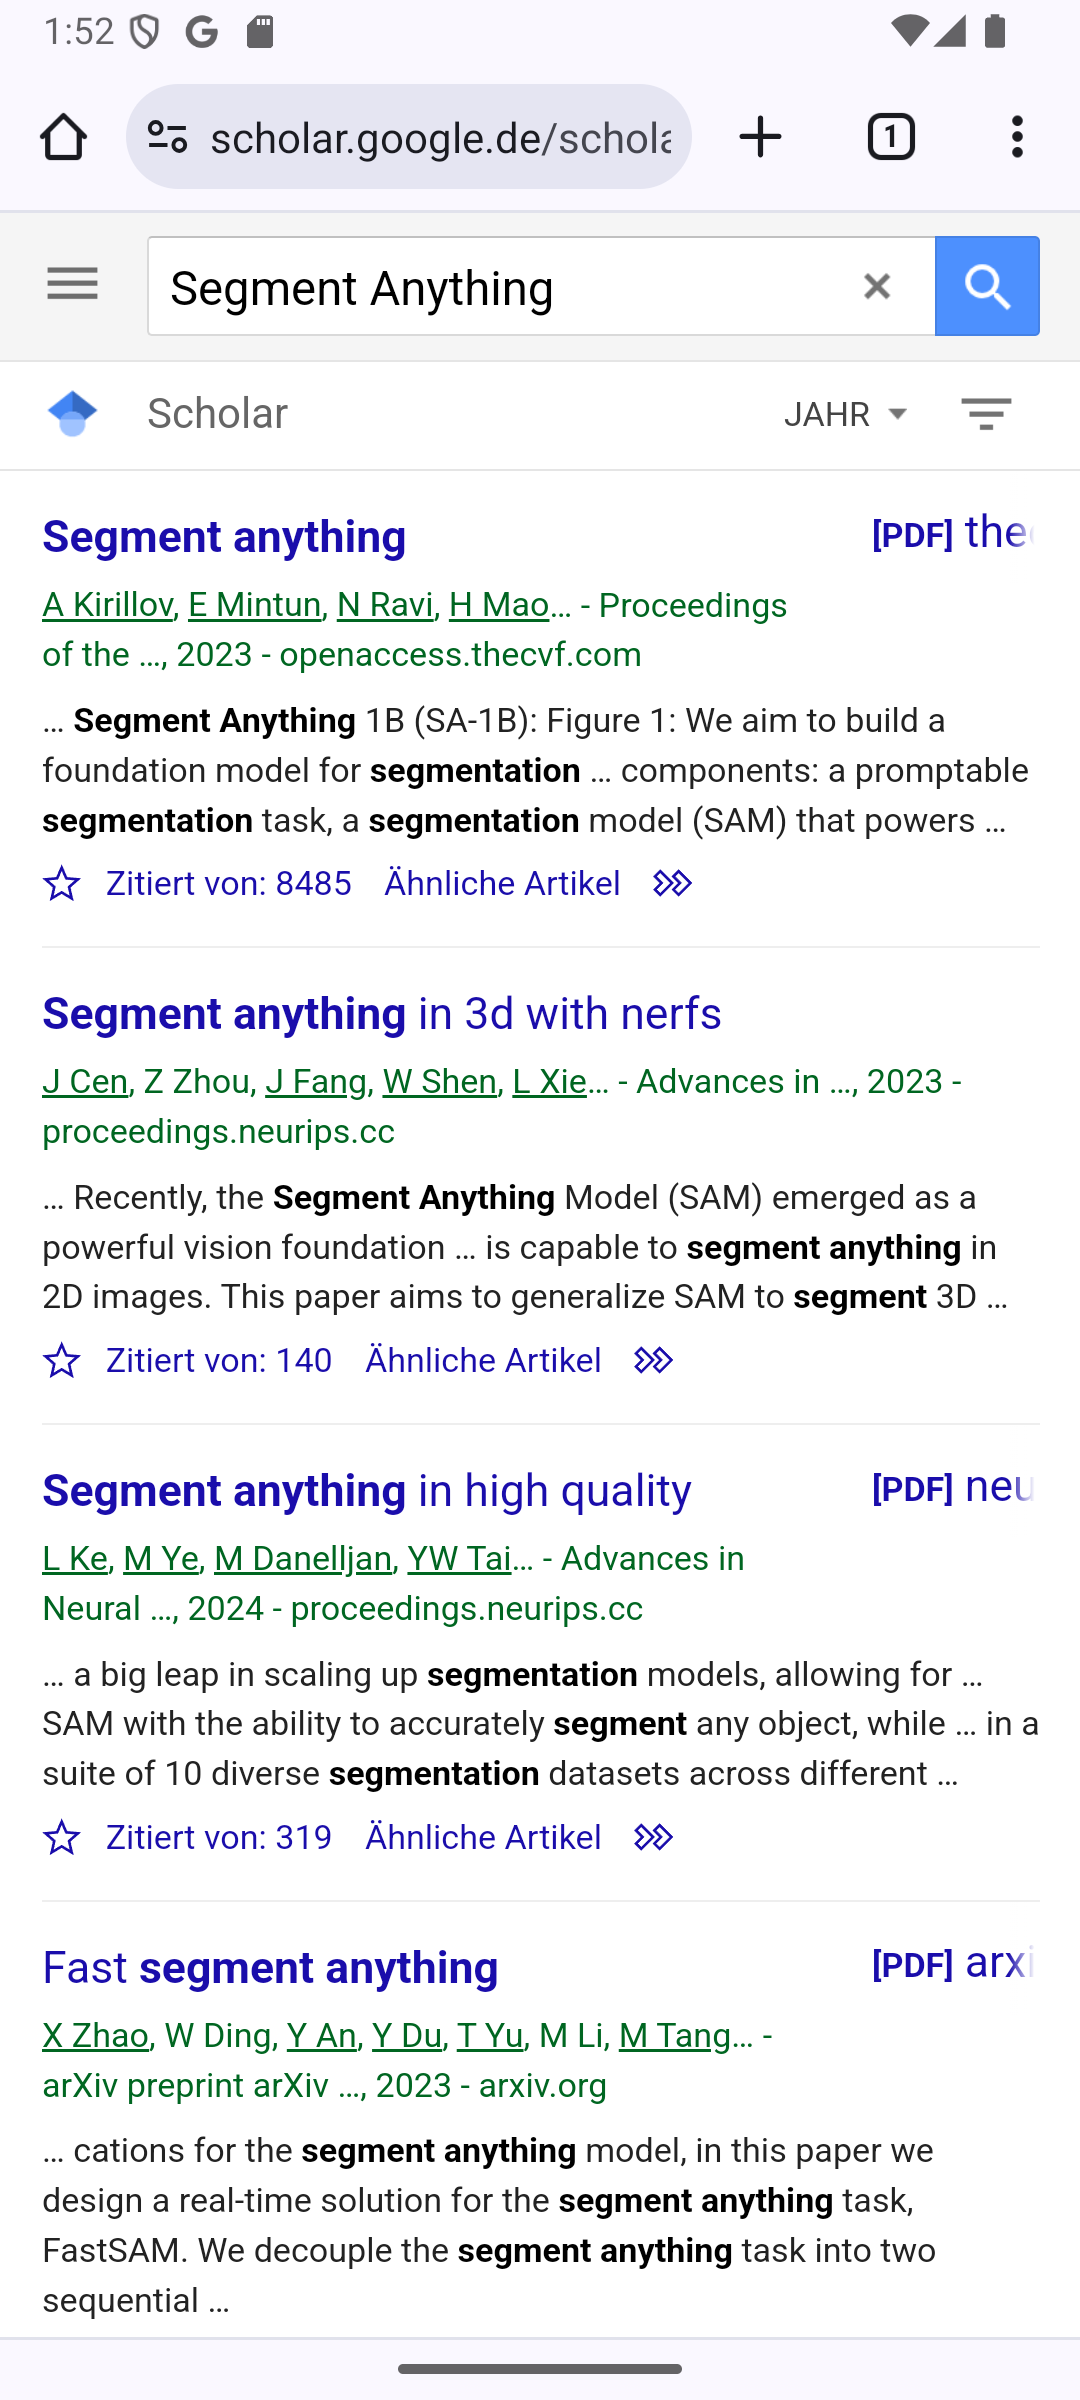 1:52
scholar.google.de/schola
1
Segment Anything
Scholar
JAHR
Segment anything
[PDF] the
A Kirillov, E Mintun, N Ravi, H Mao… - Proceedings
of the …, 2023 - openaccess.thecvf.com
… Segment Anything 1B (SA-1B): Figure 1: We aim to build a
foundation model for segmentation … components: a promptable
segmentation task, a segmentation model (SAM) that powers …
Zitiert von: 8485 Ähnliche Artikel
Segment anything in 3d with nerfs
J Cen, Z Zhou, J Fang, W Shen, L Xie… - Advances in …, 2023 -
proceedings.neurips.cc
… Recently, the Segment Anything Model (SAM) emerged as a
powerful vision foundation … is capable to segment anything in
2D images. This paper aims to generalize SAM to segment 3D …
Zitiert von: 140 Ähnliche Artikel
Segment anything in high quality
[PDF] neu
L Ke, M Ye, M Danelljan, YW Tai… - Advances in
Neural …, 2024 - proceedings.neurips.cc
… a big leap in scaling up segmentation models, allowing for …
SAM with the ability to accurately segment any object, while … in a
suite of 10 diverse segmentation datasets across different …
Zitiert von: 319 Ähnliche Artikel
Fast segment anything
[PDF] arxi
X Zhao, W Ding, Y An, Y Du, T Yu, M Li, M Tang… -
arXiv preprint arXiv …, 2023 - arxiv.org
… cations for the segment anything model, in this paper we
design a real-time solution for the segment anything task,
FastSAM. We decouple the segment anything task into two
sequential …